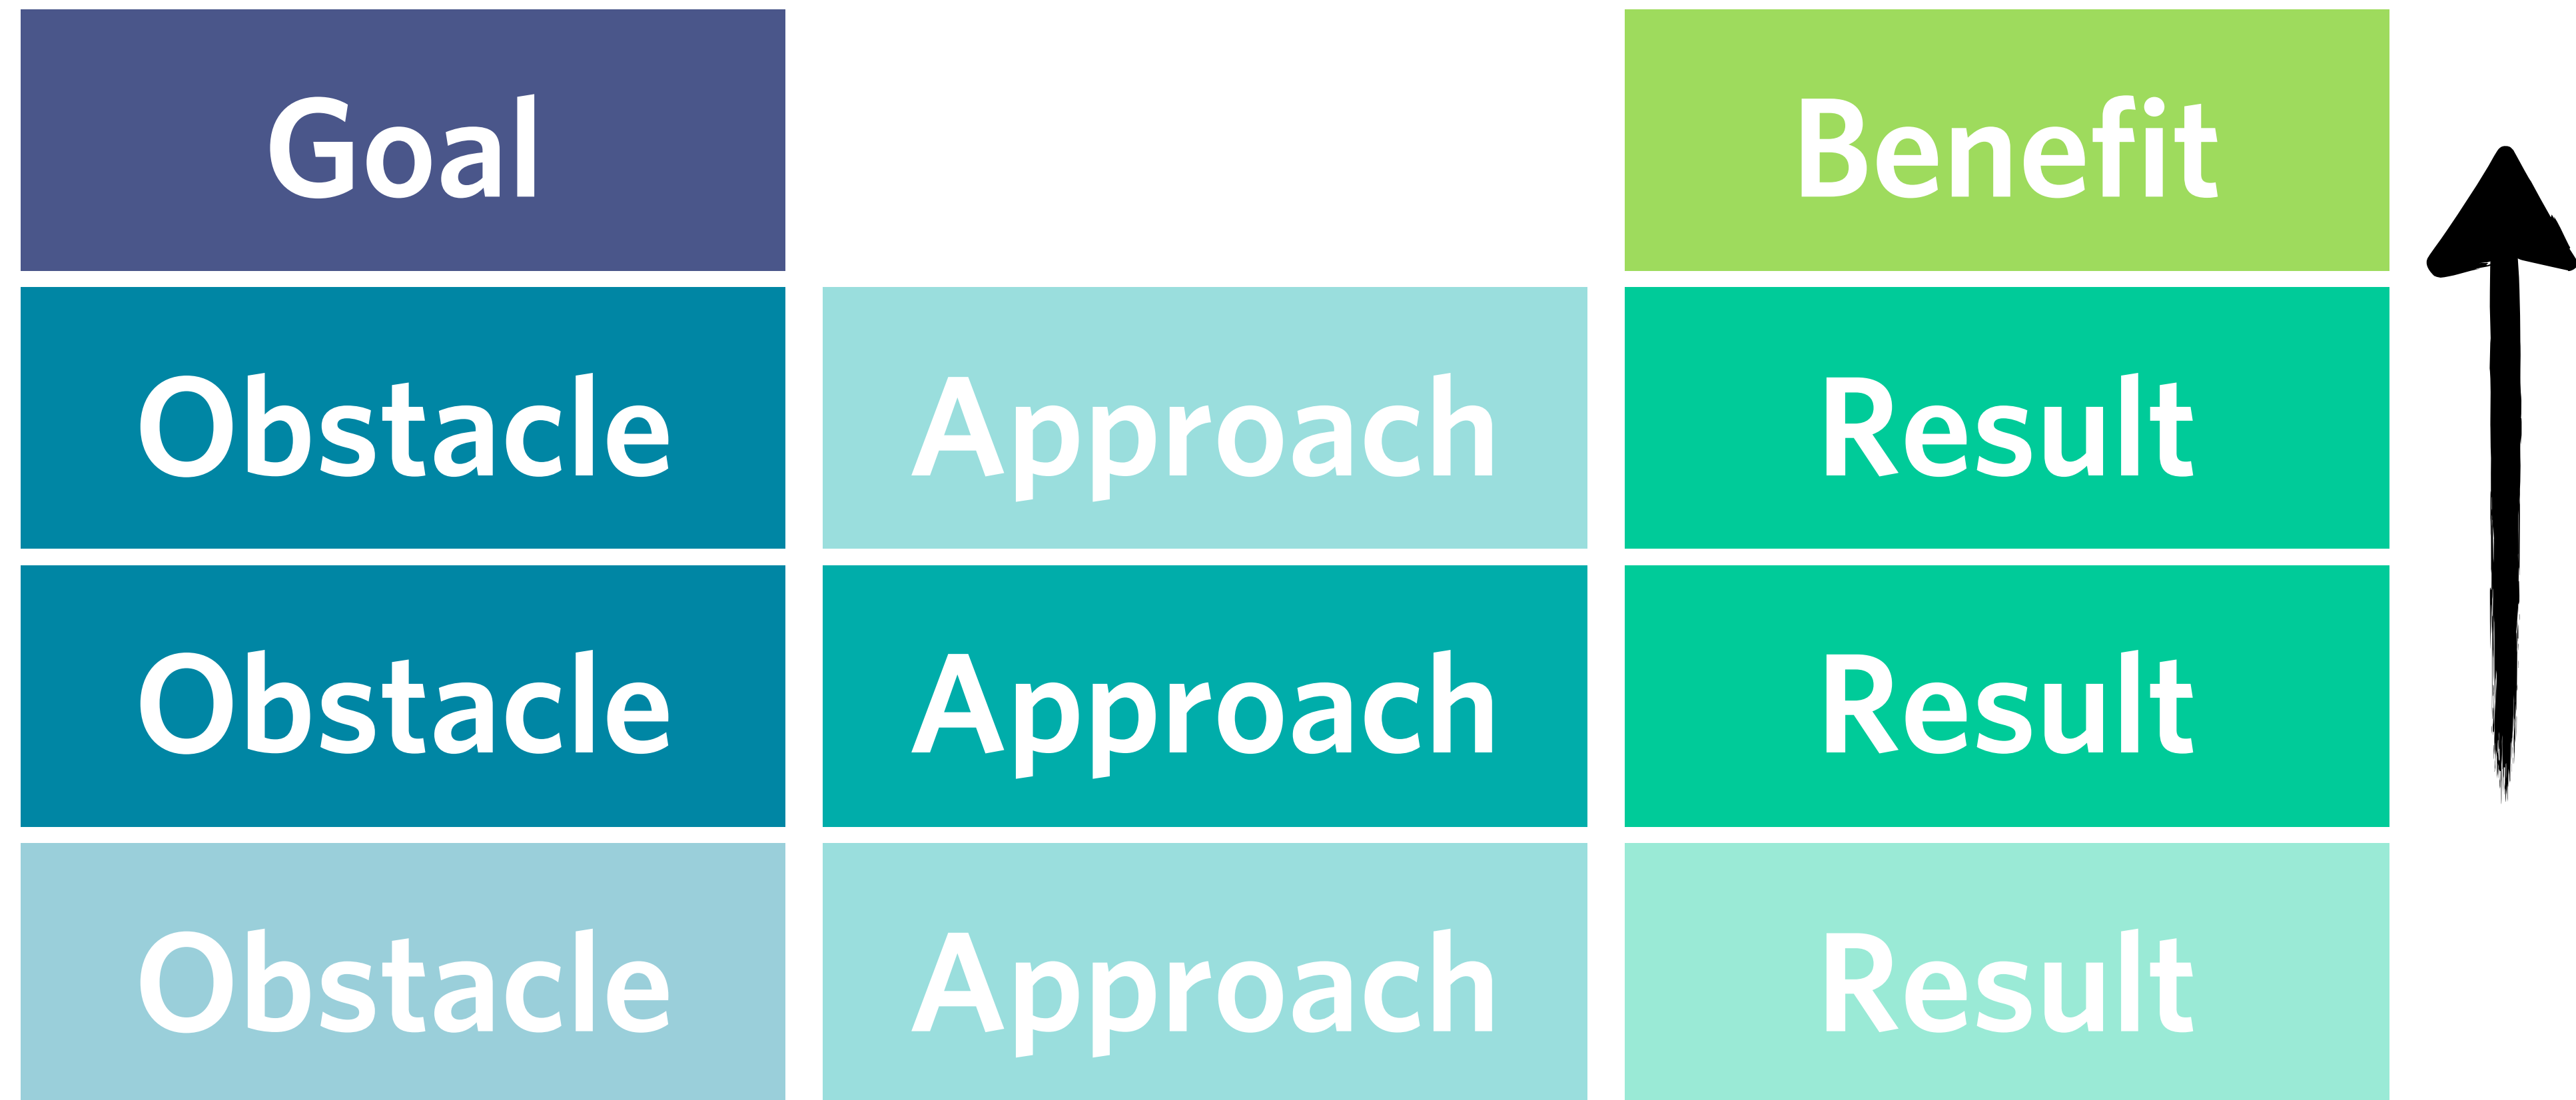 Goal
Benefit
Obstacle
Approach
Result
Obstacle
Approach
Result
Obstacle
Approach
Result